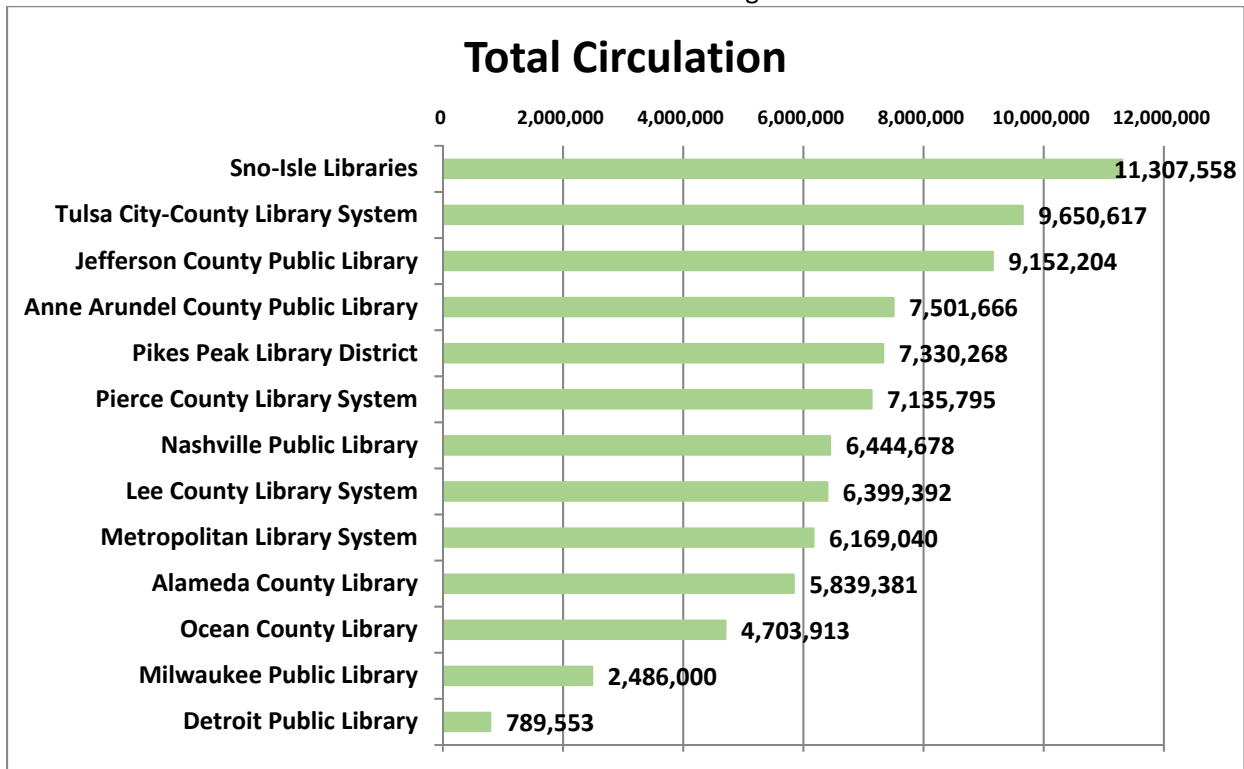 Total Circulation
0 2,000,000 4,000,000 6,000,000 8,000,000 10,000,000 12,000,000
Sno-Isle Libraries 11,307,558
Tulsa City-County Library System 9,650,617
Jefferson County Public Library 9,152,204
Anne Arundel County Public Library 7,501,666
Pikes Peak Library District 7,330,268
Pierce County Library System 7,135,795
Nashville Public Library 6,444,678
Lee County Library System 6,399,392
Metropolitan Library System 6,169,040
Alameda County Library 5,839,381
Ocean County Library 4,703,913
Milwaukee Public Library 2,486,000
Detroit Public Library 789,553